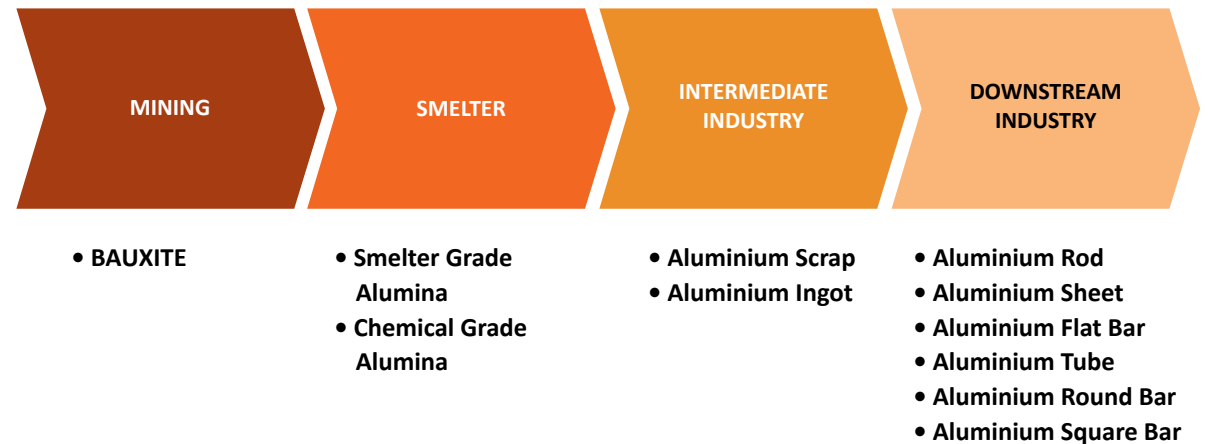 MINING
SMELTER
INTERMEDIATE
INDUSTRY
DOWNSTREAM
INDUSTRY
• BAUXITE
• Smelter Grade
Alumina
• Chemical Grade
Alumina
• Aluminium Scrap
• Aluminium Ingot
• Aluminium Rod
• Aluminium Sheet
• Aluminium Flat Bar
• Aluminium Tube
• Aluminium Round Bar
• Aluminium Square Bar